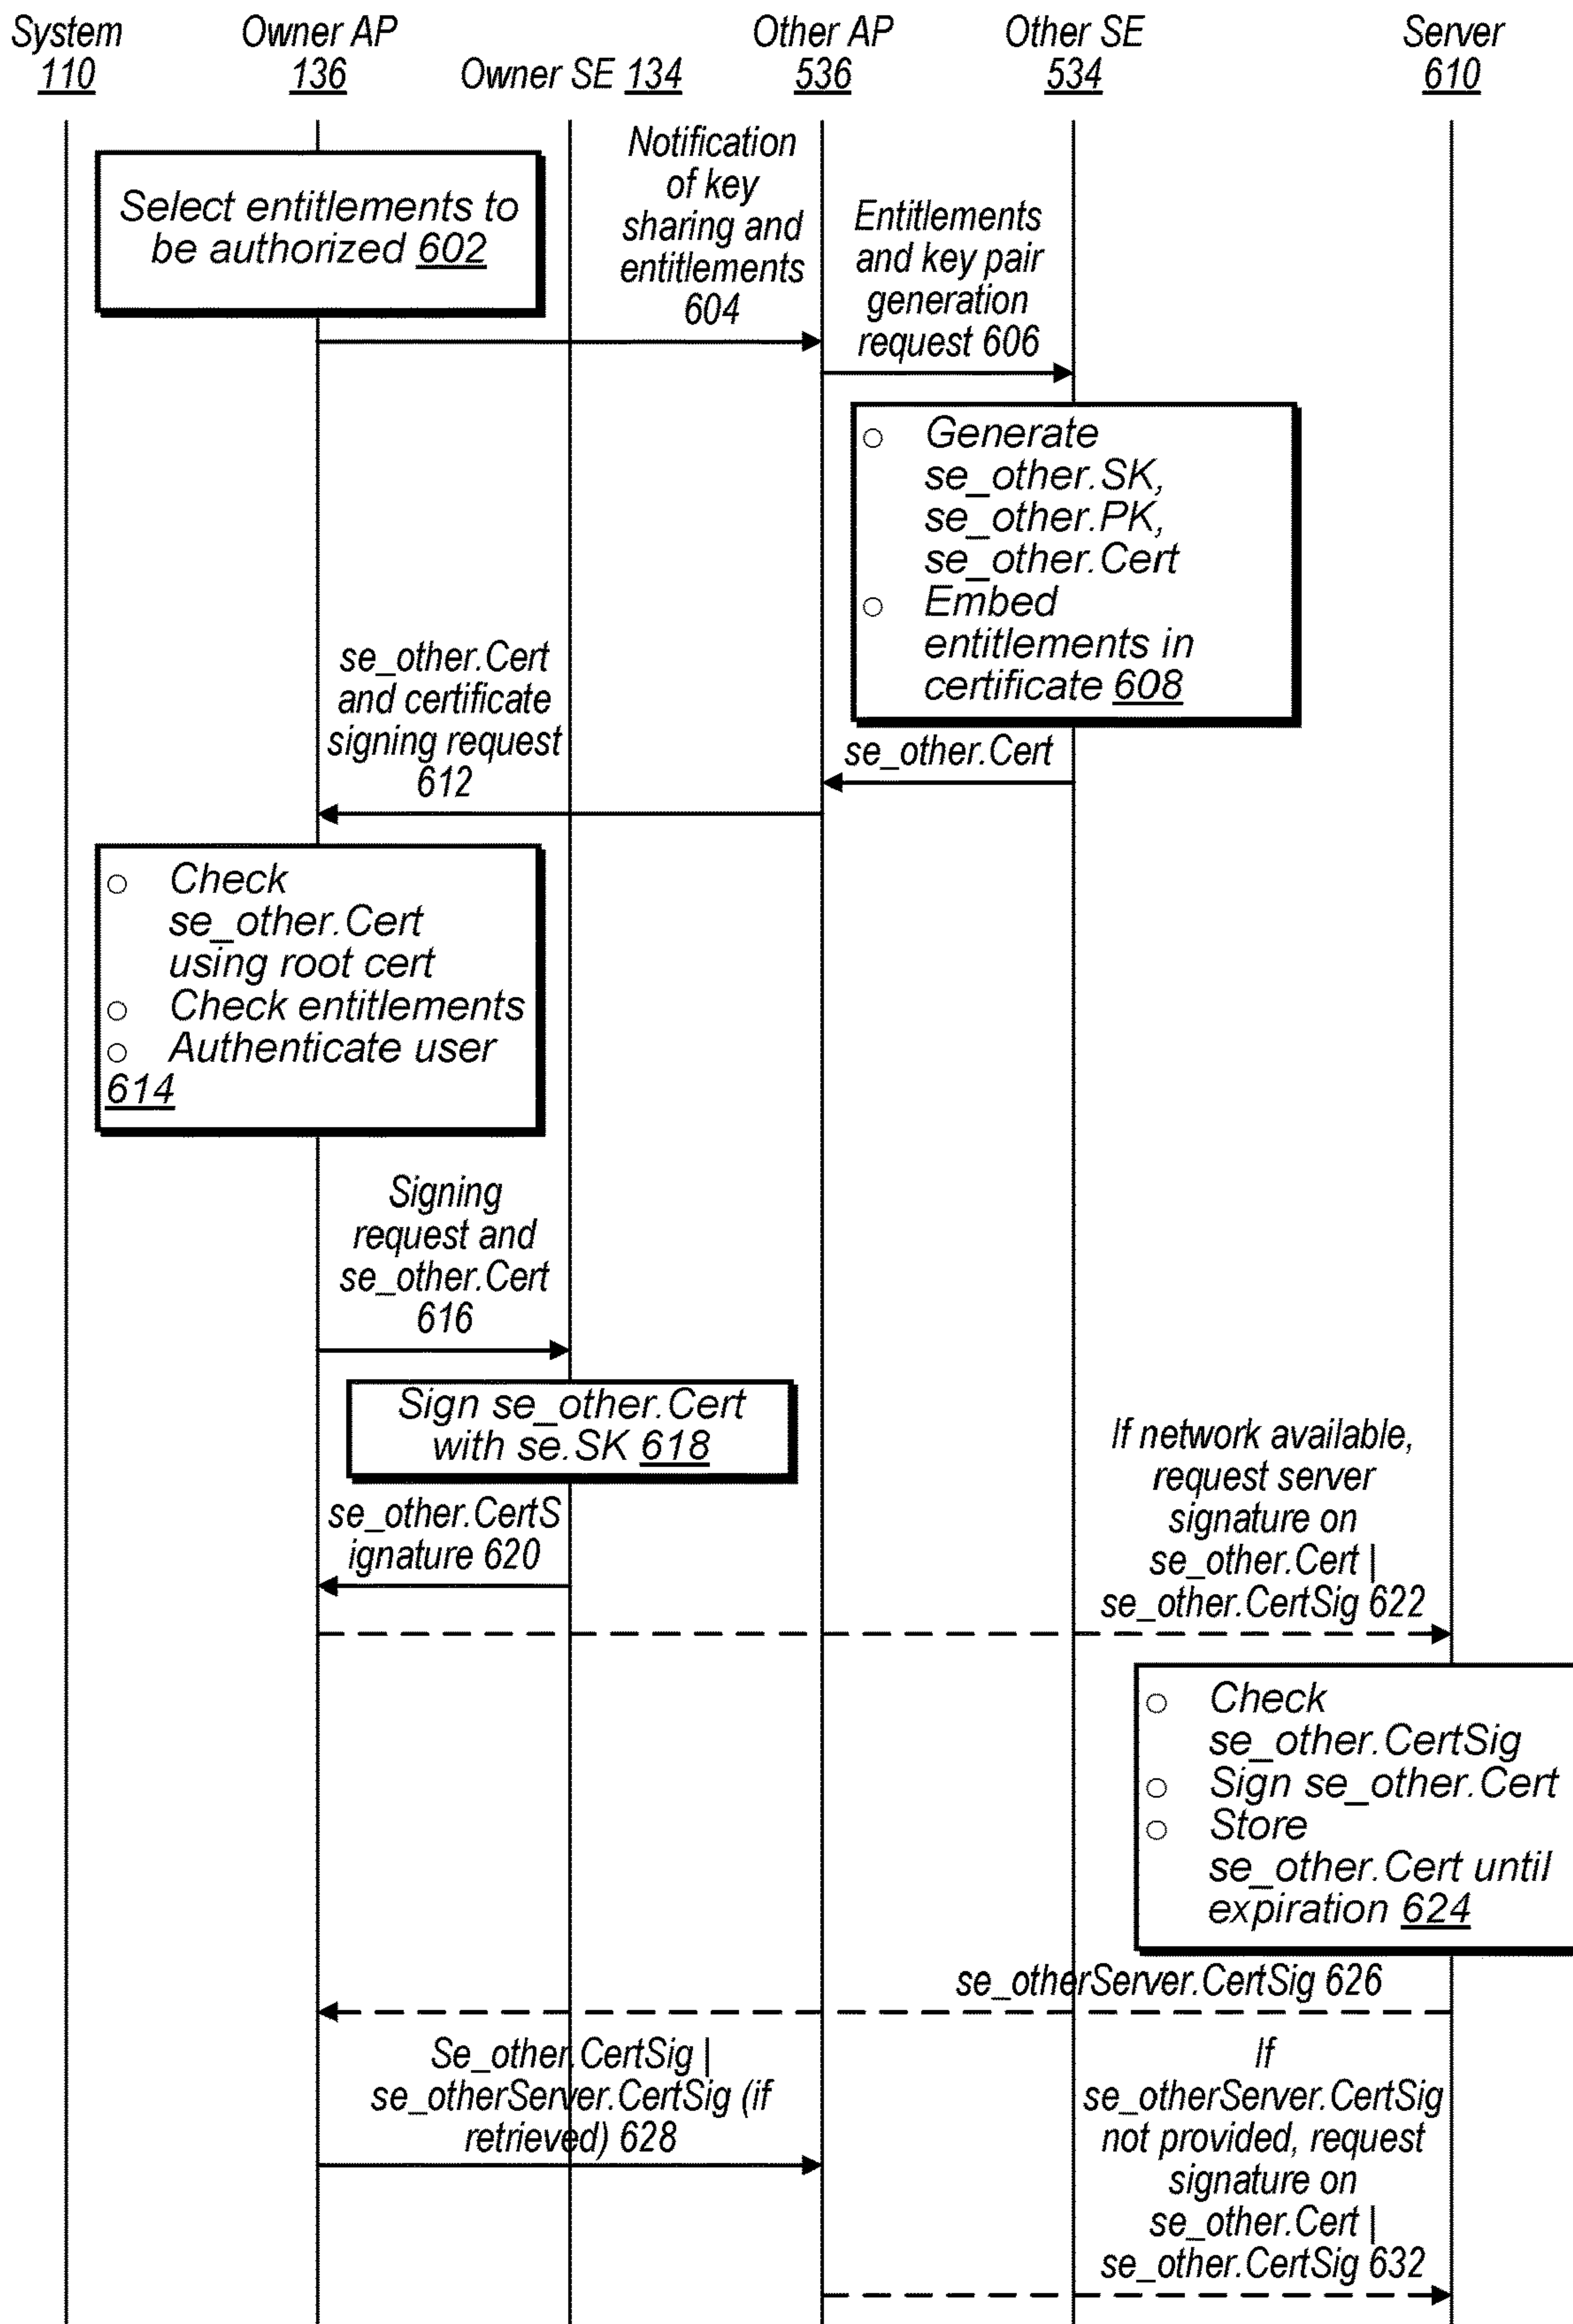 System
110
Owner AP
136
Owner SE 134
Other AP
536
Other SE
534
Server
610
Select entitlements to
be authorized 602
Notification
of key
sharing and
entitlements
604
Entitlements
and key pair
generation
request 606
○ Generate
se_other.SK,
se_other.PK,
se_other.Cert
○ Embed
entitlements in
certificate 608
se_other.Cert
se_other.Cert
and certificate
signing request
612
○ Check
se_other.Cert
using root cert
○ Check entitlements
○ Authenticate user
614
Signing
request and
se_other.Cert
616
Sign se_other.Cert
with se.SK 618
se_other.CertS
ignature 620
If network available,
request server
signature on
se_other.Cert |
se_other.CertSig 622
○ Check
se_other.CertSig
○ Sign se_other.Cert
○ Store
se_other.Cert until
expiration 624
se_otherServer.CertSig 626
Se_other.CertSig |
se_otherServer.CertSig (if
retrieved) 628
If
se_otherServer.CertSig
not provided, request
signature on
se_other.Cert |
se_other.CertSig 632